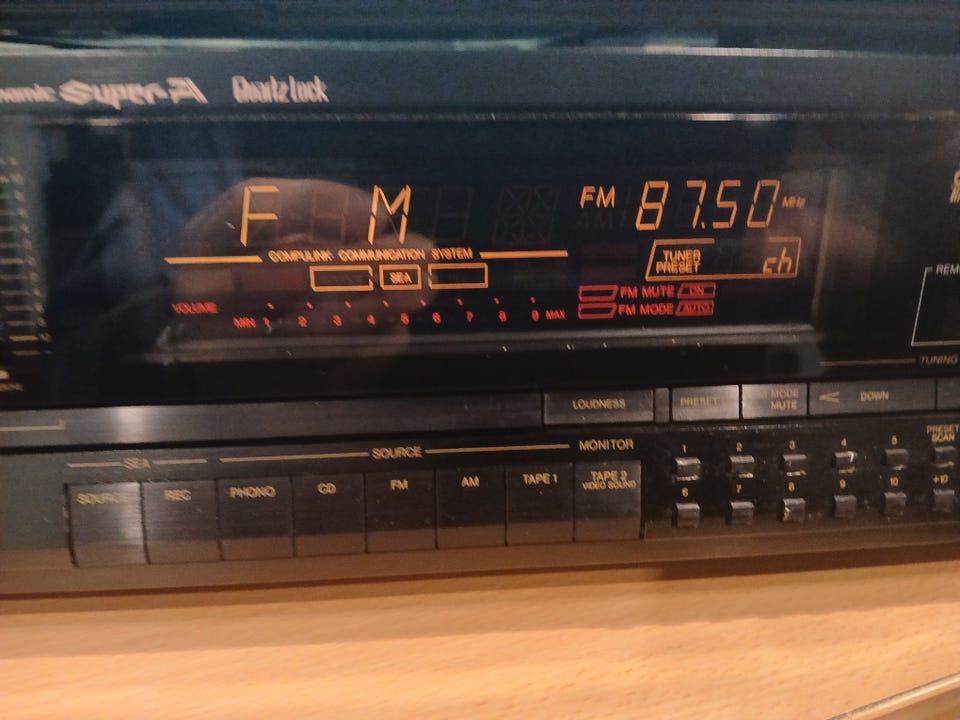 namic Super-A Quartz Lock
FM FM 87.50 MHz
COMPULINK COMMUNICATION SYSTEM
TUNER PRESET ch
SEA
FM MUTE ON
VOLUME FM MODE AUTO
MIN 1 2 3 4 5 6 7 8 9 MAX
REM
TUNING
LOUDNESS PRESET MODE MUTE < DOWN
SEA SOURCE MONITOR
SOURCE REC PHONO CD FM AM TAPE 1 TAPE 2 VIDEO SOUND
1 2 3 4 5 PRESET SCAN
6 7 8 9 10 +10